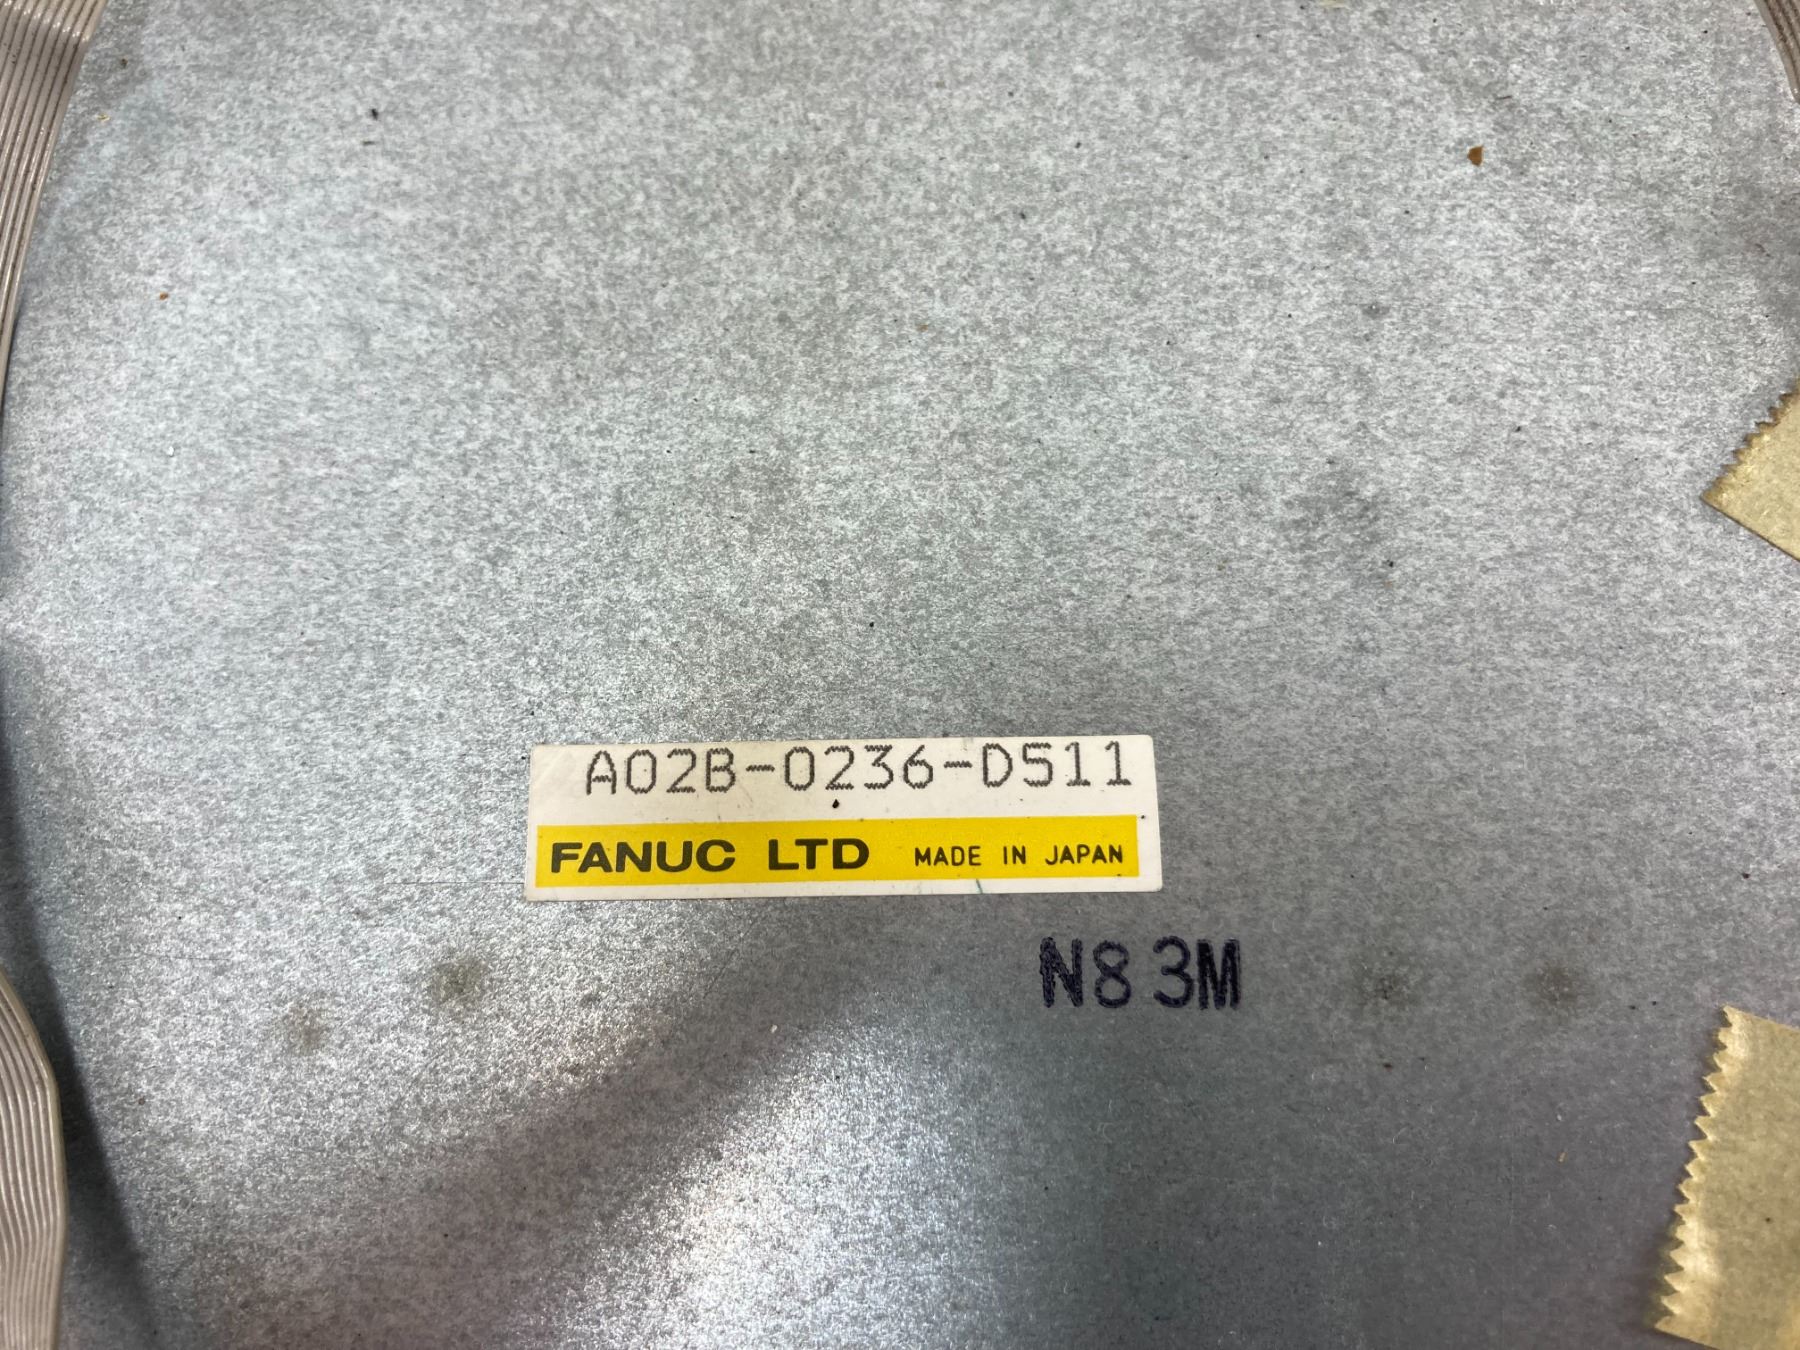 A02B-0236-D511
FANUC LTD MADE IN JAPAN
N83M